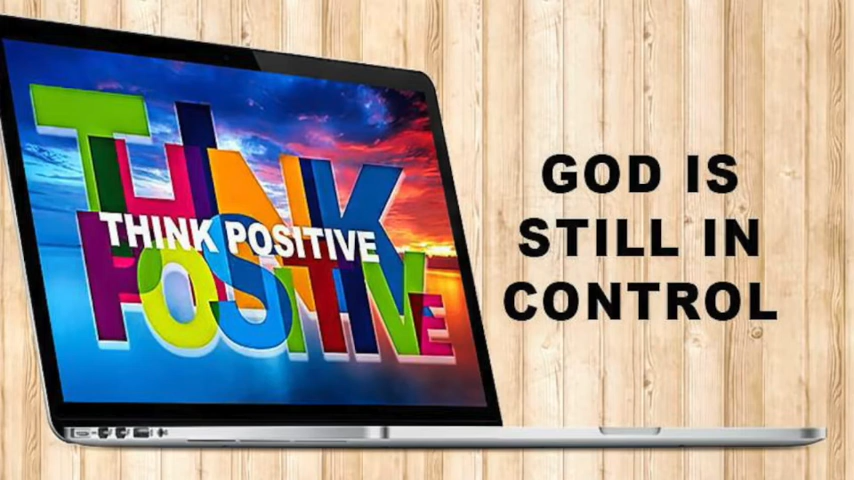 THINK
THINK POSITIVE
POSITIVE
GOD IS
STILL IN
CONTROL